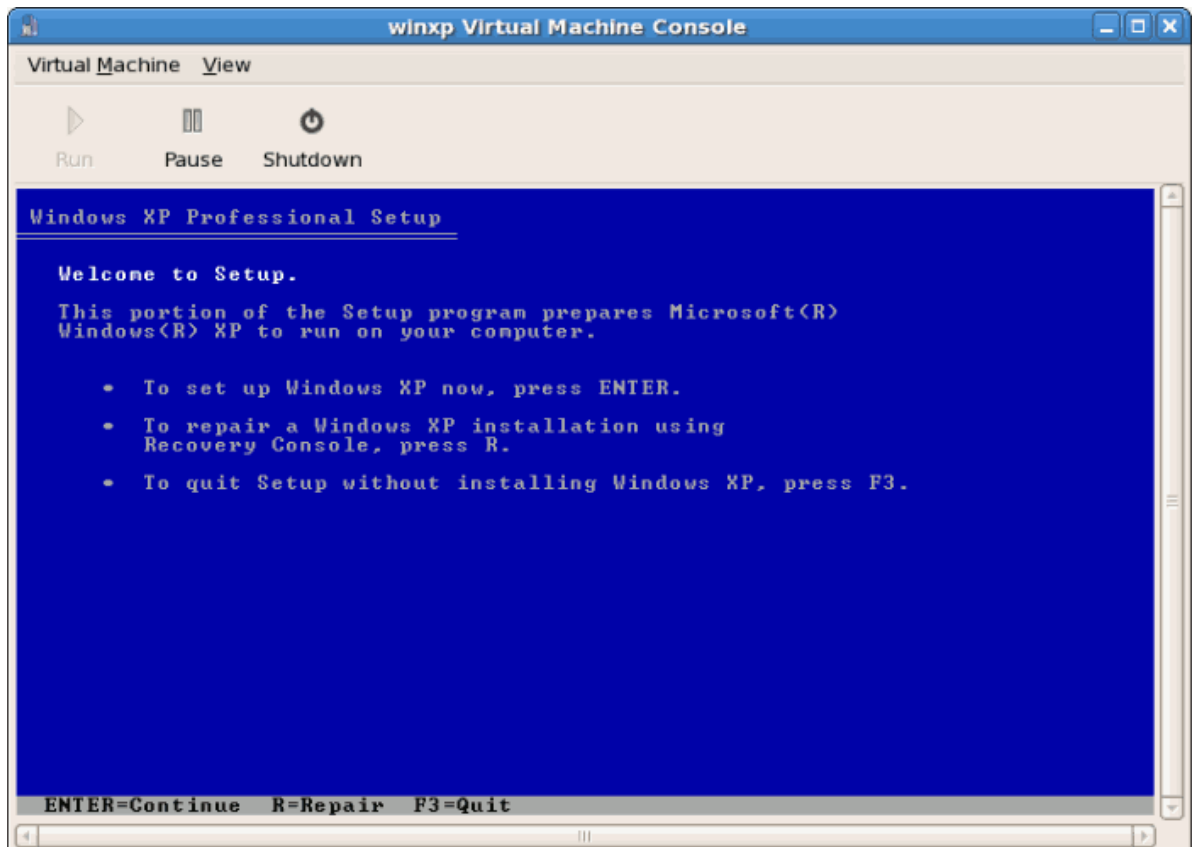 winxp Virtual Machine Console
Virtual Machine View
Run Pause Shutdown
Windows XP Professional Setup
Welcome to Setup.
This portion of the Setup program prepares Microsoft(R)
Windows(R) XP to run on your computer.
• To set up Windows XP now, press ENTER.
• To repair a Windows XP installation using
Recovery Console, press R.
• To quit Setup without installing Windows XP, press F3.
ENTER=Continue R=Repair F3=Quit